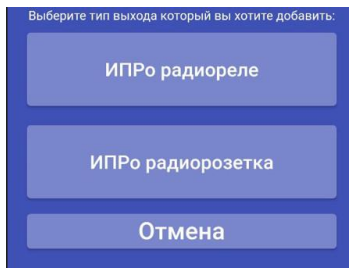 Выберите тип выхода который вы хотите добавить:
ИПРо радиореле
ИПРо радиорозетка
Отмена